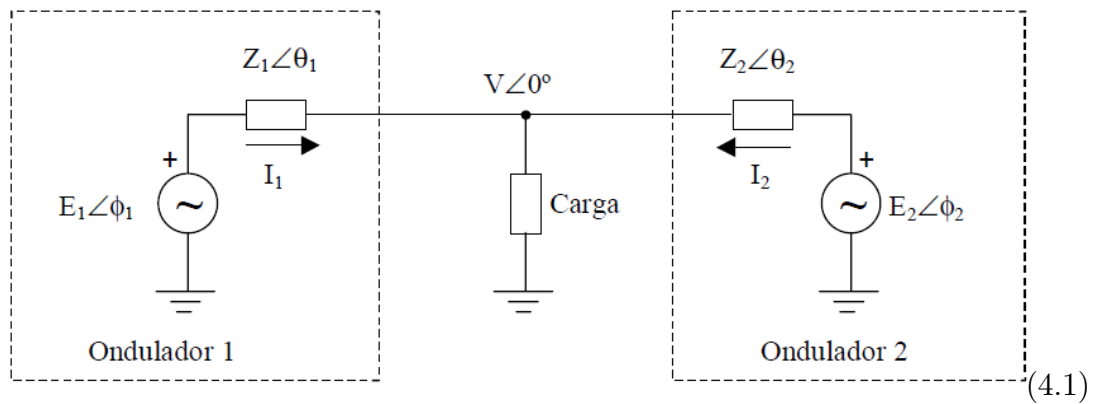 Z₁∠θ₁
Z₂∠θ₂
V∠0º
+
I₁
I₂
+
E₁∠ϕ₁
~
Carga
~
E₂∠ϕ₂
Ondulador 1
Ondulador 2
(4.1)